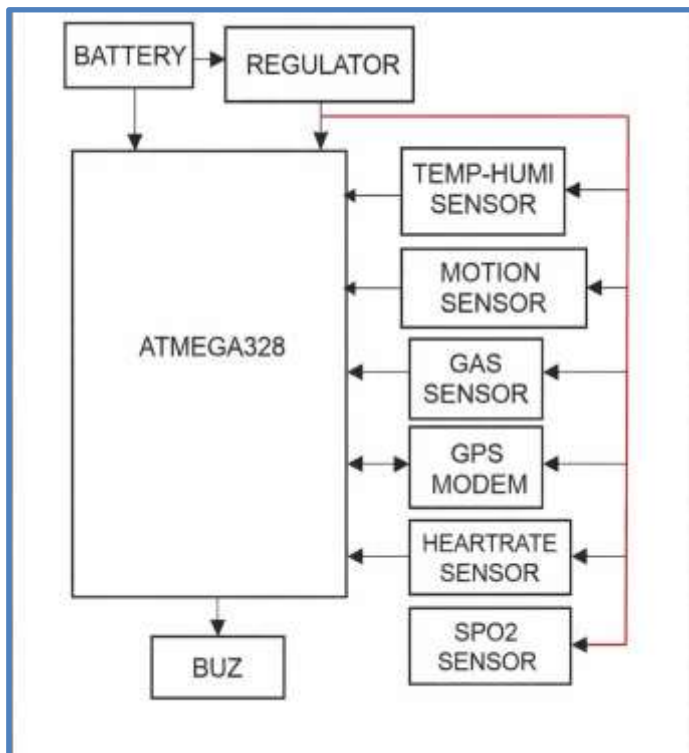 BATTERY
REGULATOR
TEMP-HUMI
SENSOR
MOTION
SENSOR
ATMEGA328
GAS
SENSOR
GPS
MODEM
HEARTRATE
SENSOR
SPO2
SENSOR
BUZ